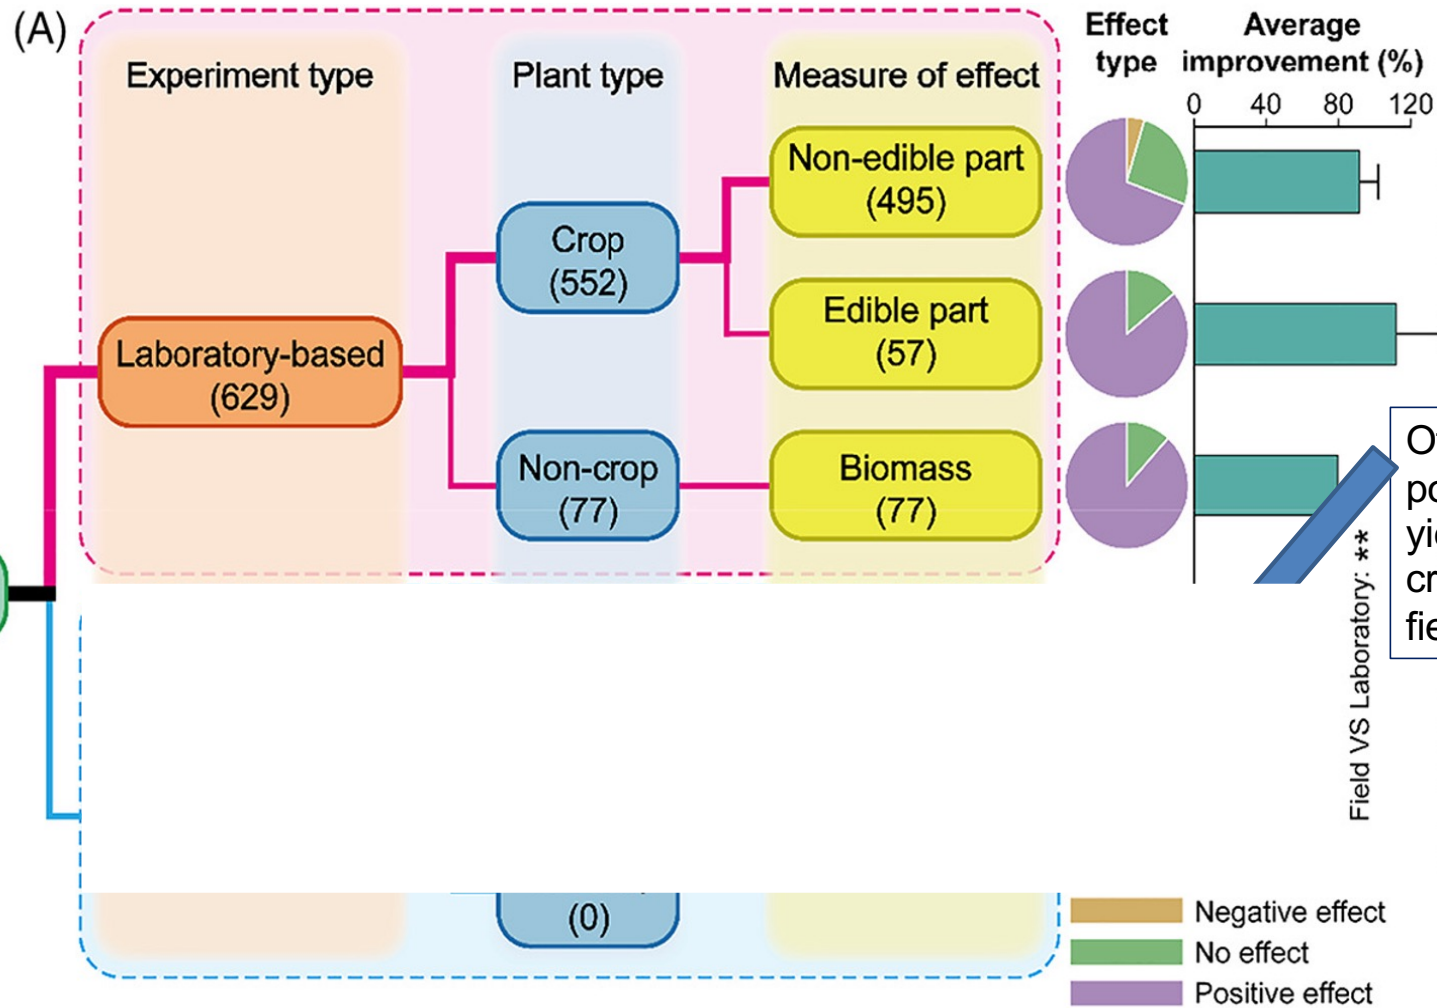 (A)
Experiment type
Plant type
Measure of effect
Effect type
Average improvement (%)
0 40 80 120
Non-edible part
(495)
Crop
(552)
Edible part
(57)
Laboratory-based
(629)
Non-crop
(77)
Biomass
(77)
Field VS Laboratory: **
(0)
Negative effect
No effect
Positive effect